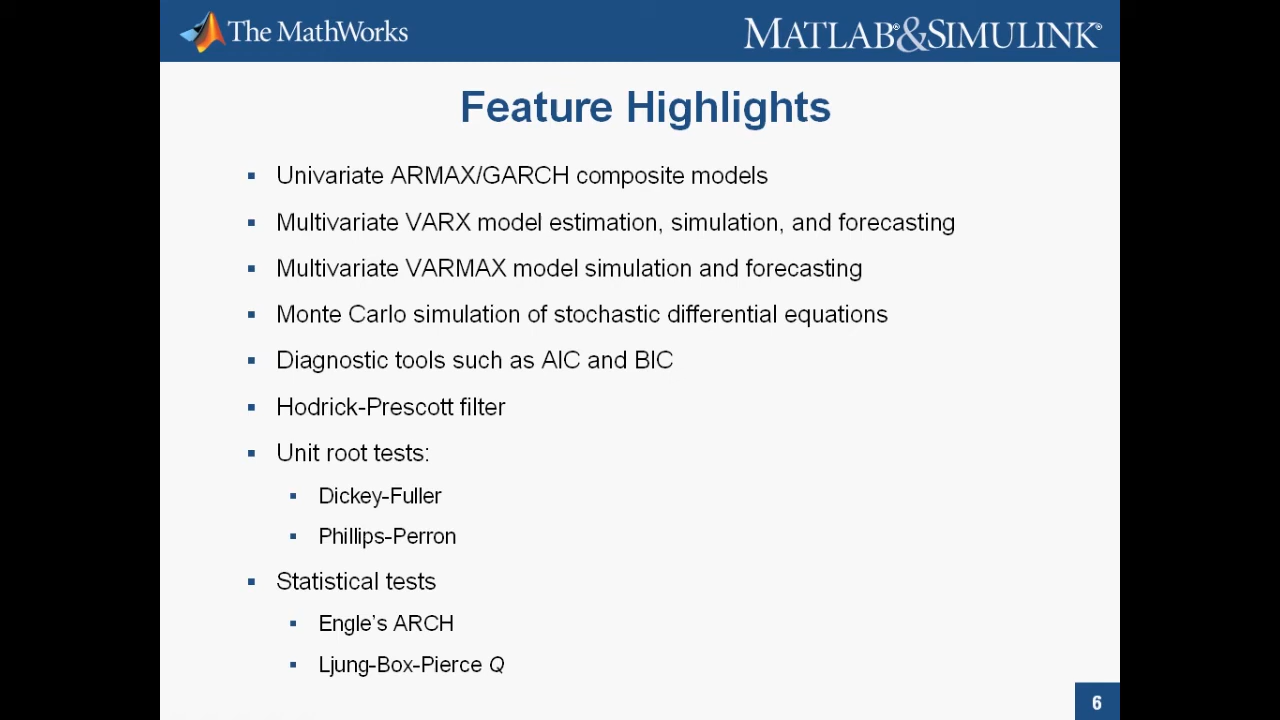 The MathWorks
MATLAB®&SIMULINK®
Feature Highlights
▪ Univariate ARMAX/GARCH composite models
▪ Multivariate VARX model estimation, simulation, and forecasting
▪ Multivariate VARMAX model simulation and forecasting
▪ Monte Carlo simulation of stochastic differential equations
▪ Diagnostic tools such as AIC and BIC
▪ Hodrick-Prescott filter
▪ Unit root tests:
▪ Dickey-Fuller
▪ Phillips-Perron
▪ Statistical tests
▪ Engle’s ARCH
▪ Ljung-Box-Pierce Q
6